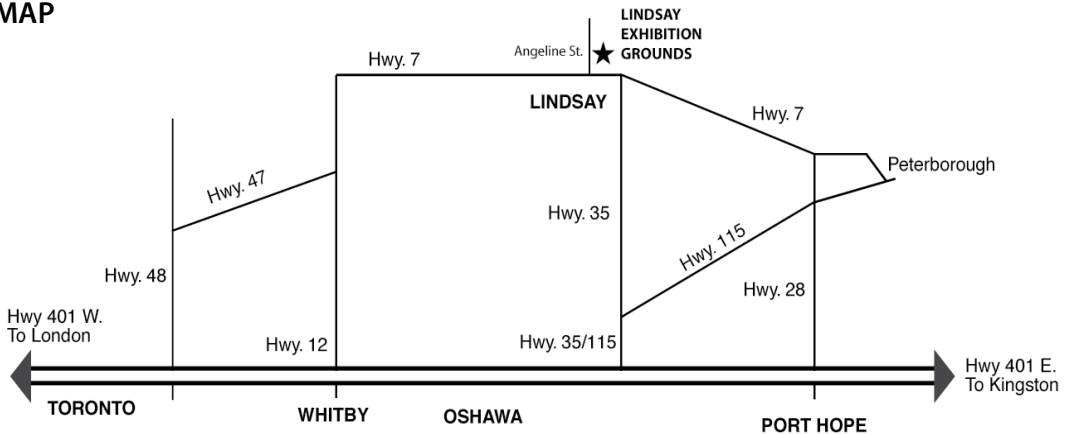 MAP
LINDSAY
EXHIBITION
GROUNDS
Angeline St.
Hwy. 7
LINDSAY
Hwy. 7
Peterborough
Hwy. 47
Hwy. 35
Hwy. 115
Hwy. 48
Hwy. 28
Hwy 401 W.
To London
Hwy. 12
Hwy. 35/115
Hwy 401 E.
To Kingston
TORONTO
WHITBY
OSHAWA
PORT HOPE